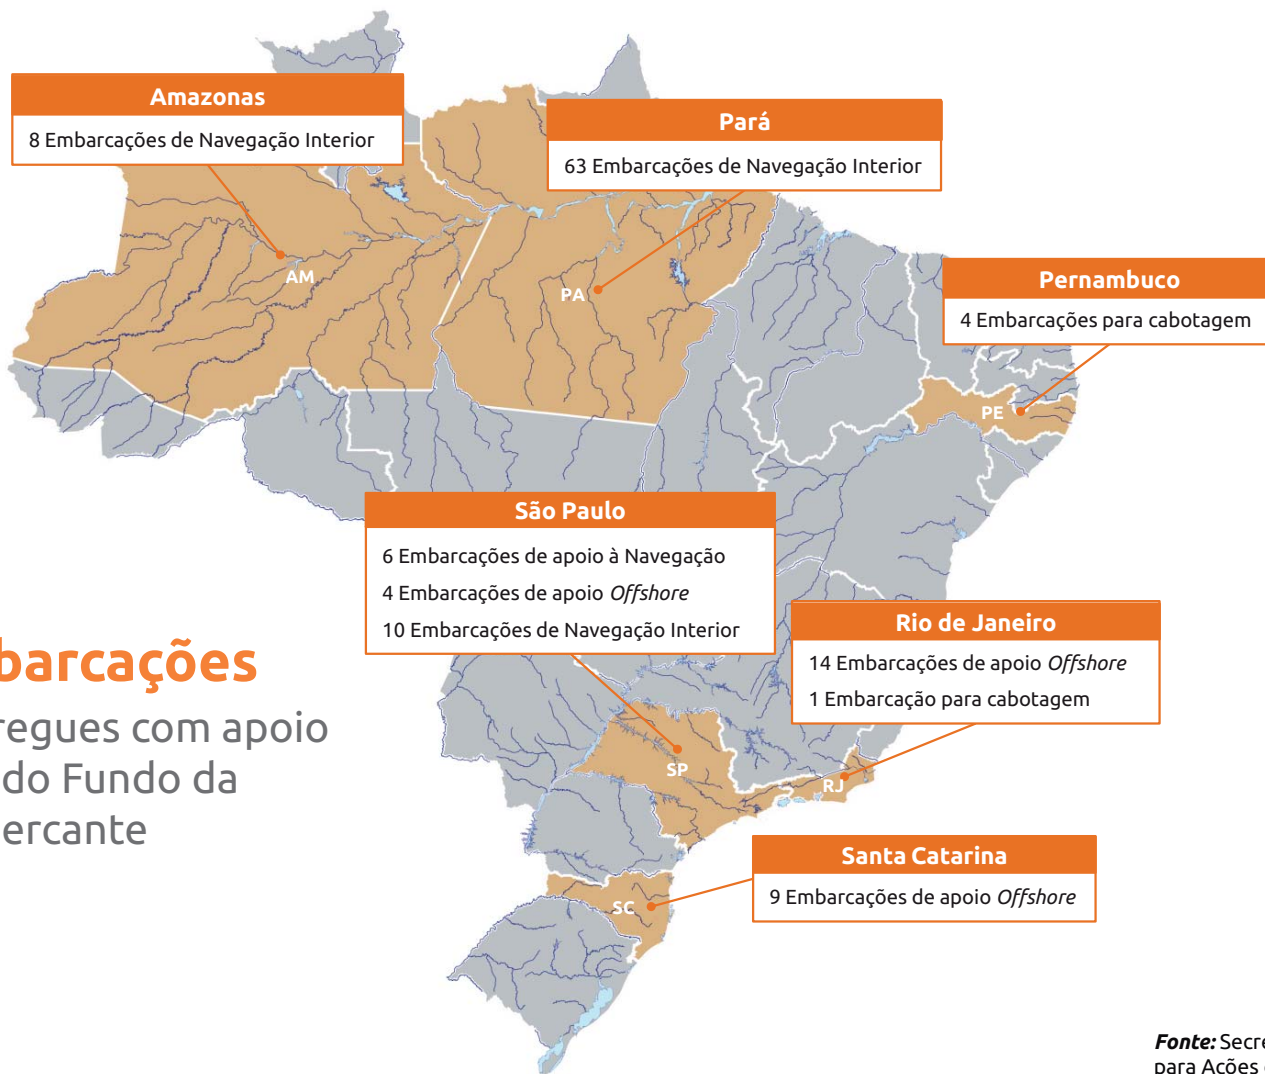 Amazonas
8 Embarcações de Navegação Interior
Pará
63 Embarcações de Navegação Interior
AM
PA
Pernambuco
4 Embarcações para cabotagem
PE
São Paulo
6 Embarcações de apoio à Navegação
4 Embarcações de apoio Offshore
10 Embarcações de Navegação Interior
Rio de Janeiro
14 Embarcações de apoio Offshore
1 Embarcação para cabotagem
barcações
regues com apoio
do Fundo da
ercante
SP
RJ
Santa Catarina
9 Embarcações de apoio Offshore
SC
Fonte: Secre
para Ações